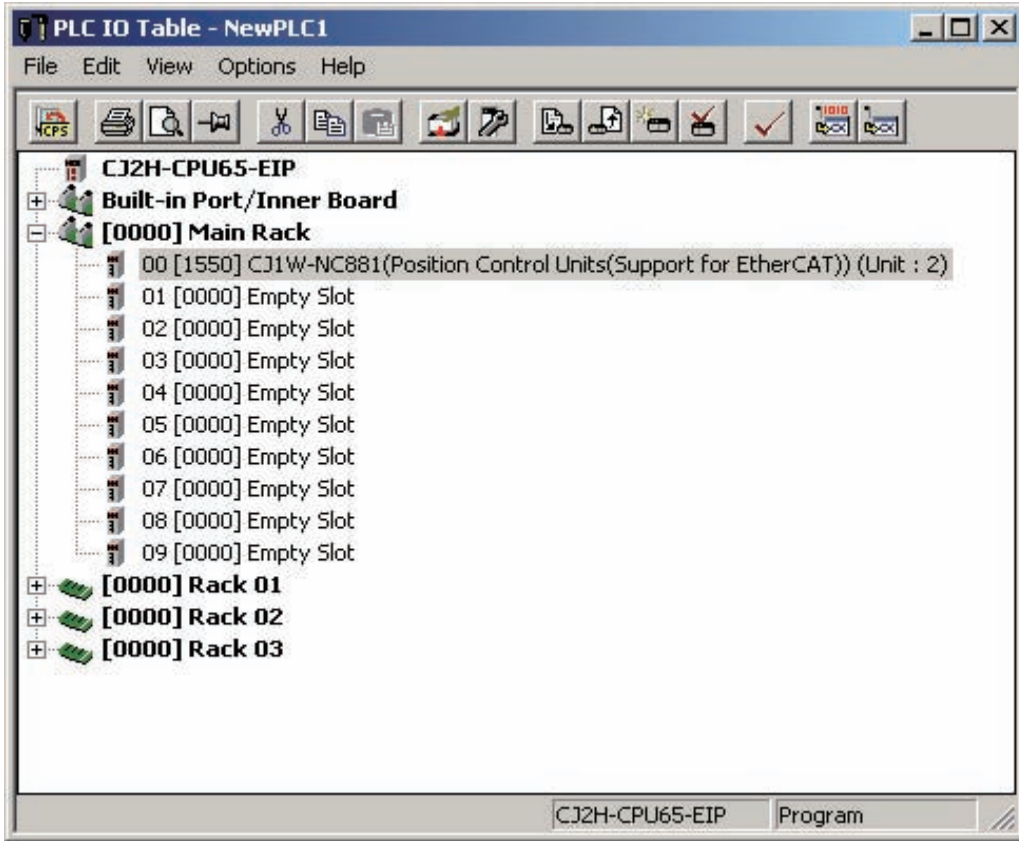 PLC IO Table - NewPLC1
File Edit View Options Help
CPS
1010
CJ2H-CPU65-EIP
Built-in Port/Inner Board
[0000] Main Rack
00 [1550] CJ1W-NC881(Position Control Units(Support for EtherCAT)) (Unit : 2)
01 [0000] Empty Slot
02 [0000] Empty Slot
03 [0000] Empty Slot
04 [0000] Empty Slot
05 [0000] Empty Slot
06 [0000] Empty Slot
07 [0000] Empty Slot
08 [0000] Empty Slot
09 [0000] Empty Slot
[0000] Rack 01
[0000] Rack 02
[0000] Rack 03
CJ2H-CPU65-EIP Program